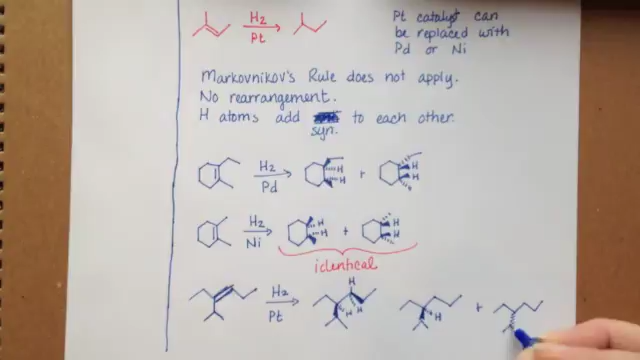 H2
Pt
Pt catalyst can
be replaced with
Pd or Ni
Markovnikov's Rule does not apply.
No rearrangement.
H atoms add to each other.
syn
H2
Pd
H
H
+
H
H
H2
Ni
H
H
+
H
H
identical
H2
Pt
H
H
H
H
+